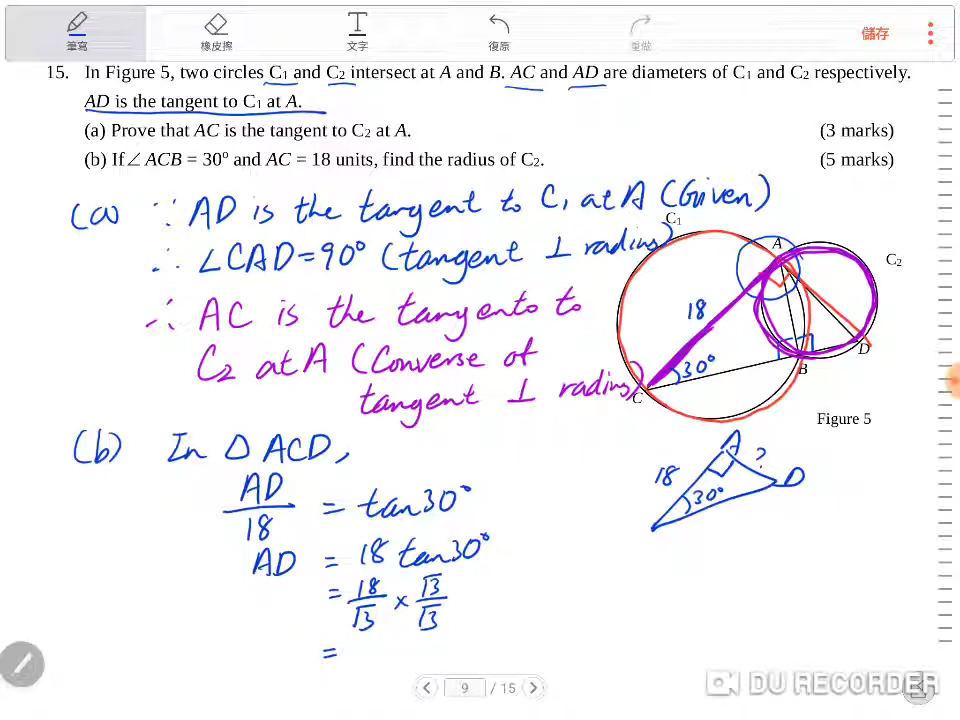 筆寫 橡皮擦 文字 復原 重做 儲存
15. In Figure 5, two circles C1 and C2 intersect at A and B. AC and AD are diameters of C1 and C2 respectively.
AD is the tangent to C1 at A.
(a) Prove that AC is the tangent to C2 at A. (3 marks)
(b) If∠ ACB = 30° and AC = 18 units, find the radius of C2. (5 marks)
(a) ∵ AD is the tangent to C1 at A (Given)
∴ ∠CAD = 90° (tangent ⊥ radius)
∴ AC is the tangento to
C2 at A (Converse of
tangent ⊥ radius)
C1
A
C2
18
30°
D
B
C
Figure 5
(b) In △ ACD,
AD/18 = tan30°
AD = 18 tan30°
= 18/√3 × √3/√3
=
A
18
?
30°
D
9 / 15
DU RECORDER